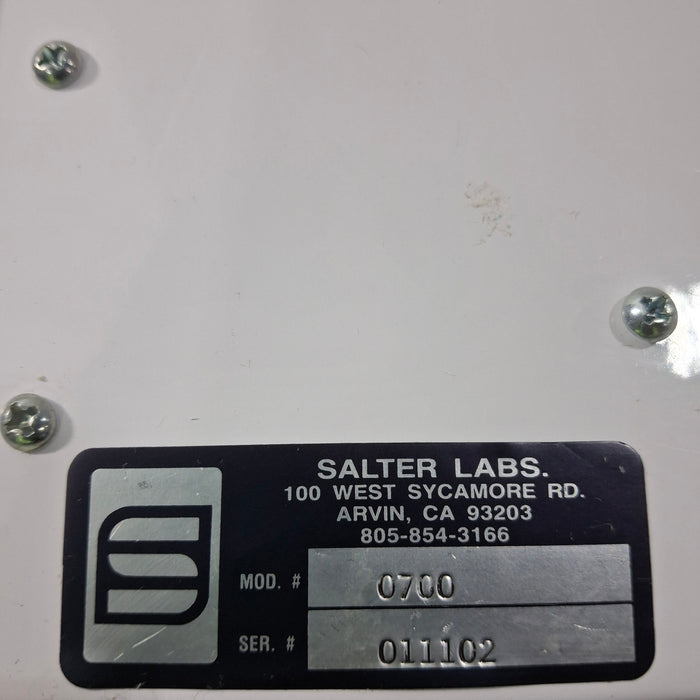 SALTER LABS.
100 WEST SYCAMORE RD.
ARVIN, CA 93203
805-854-3166
MOD. # 0700
SER. # 011102